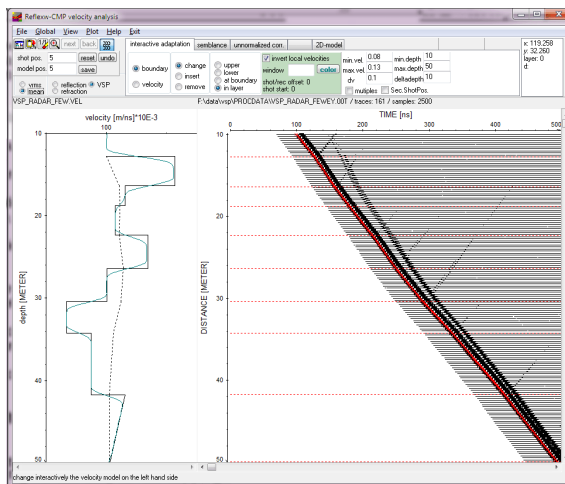 Reflexw-CMP velocity analysis
File Global View Plot Help Exit
next back
interactive adaptation semblance unnormalized corr. 2D-model
shot pos. 5 reset undo
model pos. 5 save
vrms reflection VSP
mean refraction
boundary change
velocity insert
remove
upper
lower
at boundary
in layer
invert local velocities
window color
shot/rec offset: 0
shot start: 0
min.vel 0.08 min.depth 10
max.vel 0.13 max.depth 50
dv 0.1 deltadepth 10
mutiples Sec.ShotPos.
x: 119.258
y: 32.260
layer: 0
d:
VSP_RADAR_FEW.VEL F:\data\vsp\PROCDATA\VSP_RADAR_FEWEY.00T / traces: 161 / samples: 2500
velocity [m/ns]*10E-3
100
depth [METER]
10
20
30
40
50
TIME [ns]
0 100 200 300 400 500
DISTANCE [METER]
10
20
30
40
50
change interactively the velocity model on the left hand side